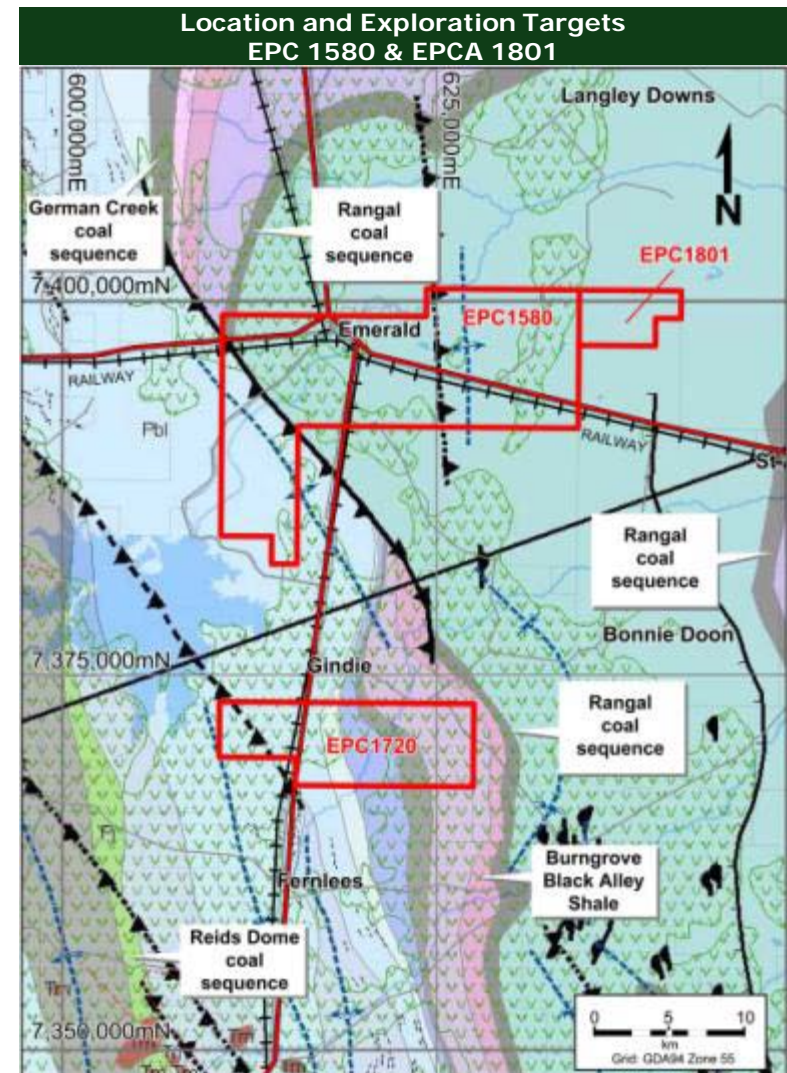 Location and Exploration Targets
EPC 1580 & EPCA 1801
600,000mE
625,000mE
Langley Downs
N
German Creek
coal
sequence
Rangal
coal
sequence
EPC1801
7,400,000mN
Emerald
EPC1580
RAILWAY
Pbl
RAILWAY
Rangal
coal
sequence
Bonnie Doon
7,375,000mN
Gindie
Rangal
coal
sequence
EPC1720
Burngrove
Black Alley
Shale
Fernlees
Reids Dome
coal
sequence
7,350,000mN
Tm
Tm
0 5 10
km
Grid: GDA94 Zone 55